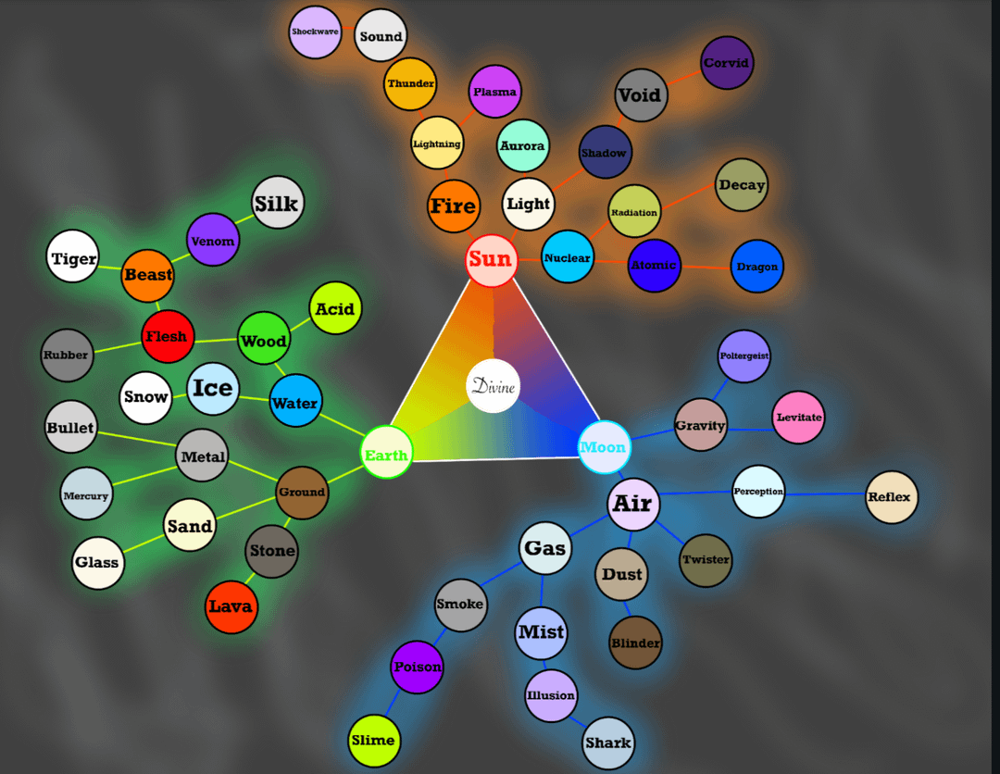 Shockwave
Sound
Thunder
Plasma
Lightning
Aurora
Fire
Light
Void
Corvid
Shadow
Radiation
Decay
Sun
Nuclear
Atomic
Dragon
Silk
Venom
Tiger
Beast
Acid
Flesh
Wood
Rubber
Ice
Snow
Water
Bullet
Metal
Mercury
Ground
Sand
Glass
Stone
Lava
Earth
Divine
Moon
Poltergeist
Gravity
Levitate
Air
Perception
Reflex
Gas
Dust
Twister
Smoke
Mist
Blinder
Poison
Illusion
Slime
Shark